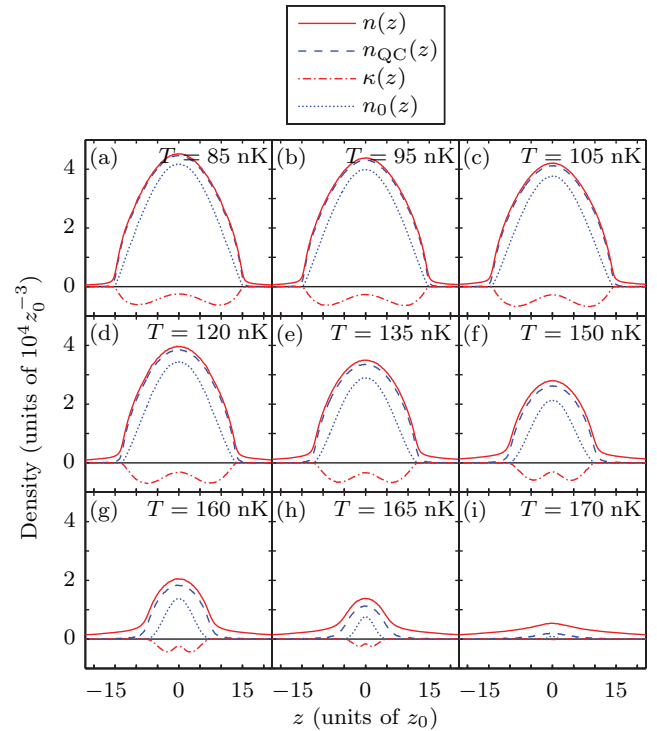 n(z)
n_QC(z)
κ(z)
n_0(z)
(a) T = 85 nK
(b) T = 95 nK
(c) T = 105 nK
4
2
0
(d) T = 120 nK
(e) T = 135 nK
(f) T = 150 nK
4
2
0
(g) T = 160 nK
(h) T = 165 nK
(i) T = 170 nK
4
2
0
Density (units of 10^4 z_0^{-3})
−15 0 15 −15 0 15 −15 0 15
z (units of z_0)